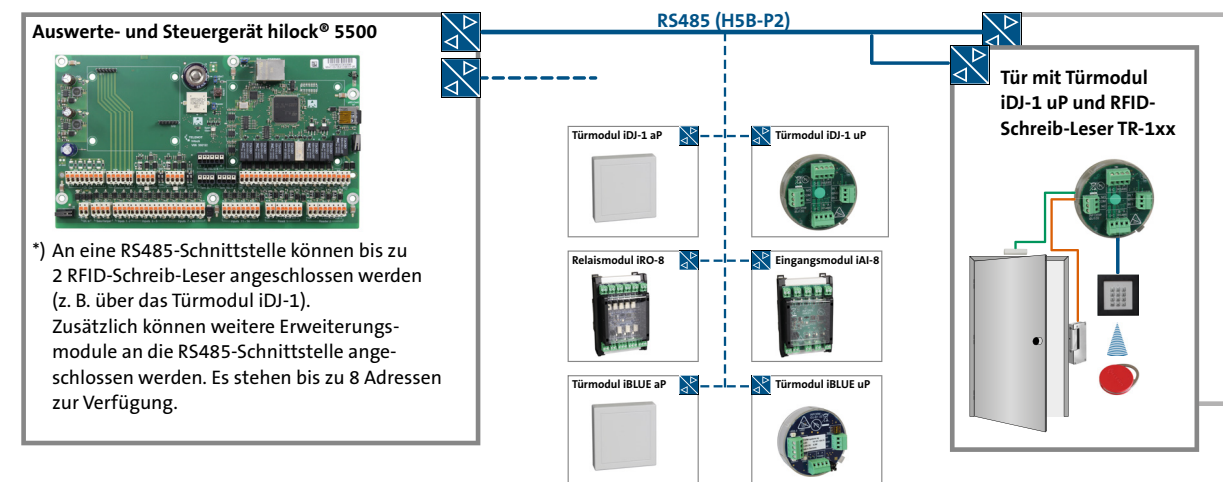 Auswerte- und Steuergerät hilock® 5500
*) An eine RS485-Schnittstelle können bis zu
2 RFID-Schreib-Leser angeschlossen werden
(z. B. über das Türmodul iDJ-1).
Zusätzlich können weitere Erweiterungs-
module an die RS485-Schnittstelle ange-
schlossen werden. Es stehen bis zu 8 Adressen
zur Verfügung.
RS485 (H5B-P2)
Türmodul iDJ-1 aP
Türmodul iDJ-1 uP
Relaismodul iRO-8
Eingangsmodul iAI-8
Türmodul iBLUE aP
Türmodul iBLUE uP
Tür mit Türmodul
iDJ-1 uP und RFID-
Schreib-Leser TR-1xx